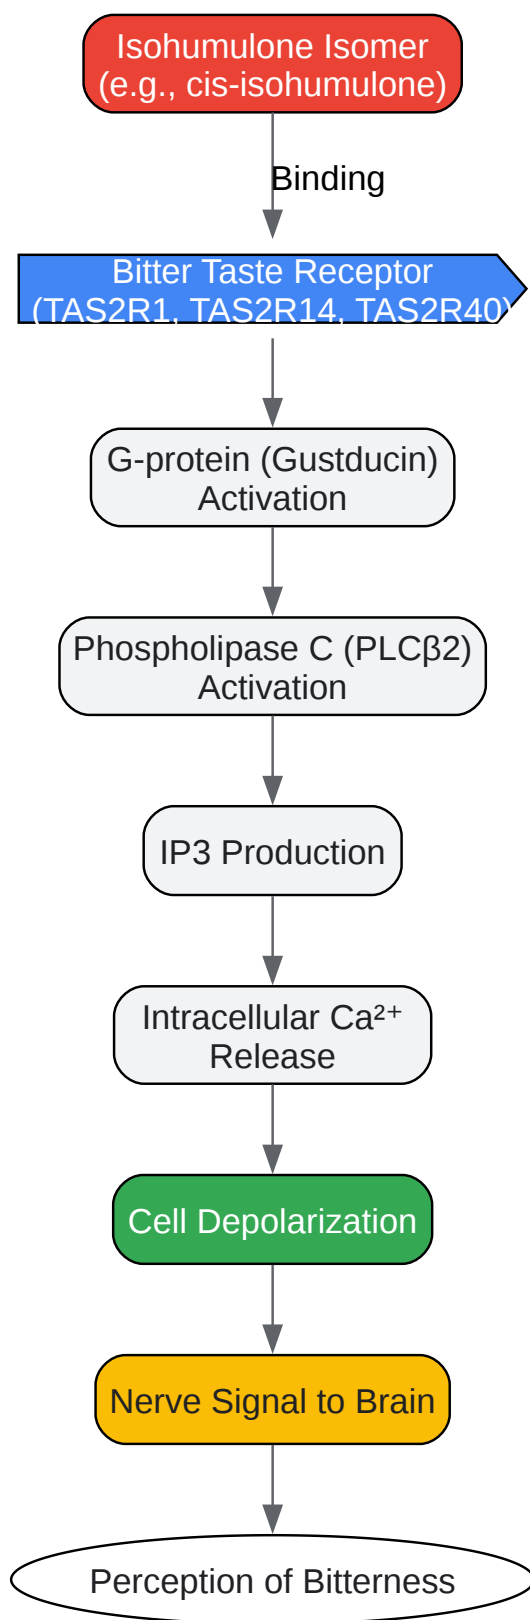 Isohumulone Isomer
(e.g., cis-isohumulone)
Binding
Bitter Taste Receptor
(TAS2R1, TAS2R14, TAS2R40)
G-protein (Gustducin)
Activation
Phospholipase C (PLCβ2)
Activation
IP3 Production
Intracellular Ca²⁺
Release
Cell Depolarization
Nerve Signal to Brain
Perception of Bitterness